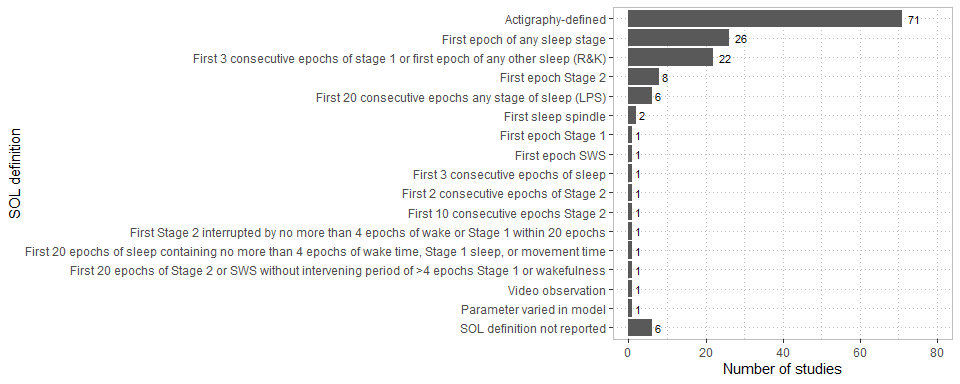 SOL definition
Actigraphy-defined 71
First epoch of any sleep stage 26
First 3 consecutive epochs of stage 1 or first epoch of any other sleep (R&K) 22
First epoch Stage 2 8
First 20 consecutive epochs any stage of sleep (LPS) 6
First sleep spindle 2
First epoch Stage 1 1
First epoch SWS 1
First 3 consecutive epochs of sleep 1
First 2 consecutive epochs of Stage 2 1
First 10 consecutive epochs Stage 2 1
First Stage 2 interrupted by no more than 4 epochs of wake or Stage 1 within 20 epochs 1
First 20 epochs of sleep containing no more than 4 epochs of wake time, Stage 1 sleep, or movement time 1
First 20 epochs of Stage 2 or SWS without intervening period of >4 epochs Stage 1 or wakefulness 1
Video observation 1
Parameter varied in model 1
SOL definition not reported 6
0 20 40 60 80
Number of studies